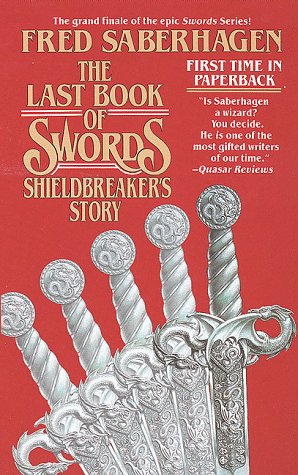 The grand finale of the epic Swords Series!
FRED SABERHAGEN
THE
LAST BOOK
OF
SWORDS
SHIELDBREAKER'S
STORY
FIRST TIME IN
PAPERBACK
"Is Saberhagen
a wizard?
You decide.
He is one of the
most gifted writers
of our time."
—Quasar Reviews